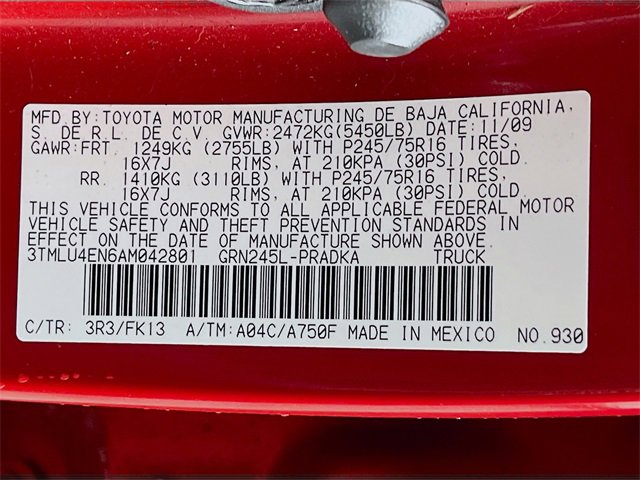 MFD.BY:TOYOTA MOTOR MANUFACTURING DE BAJA CALIFORNIA,
S. DE R.L. DE C.V. GVWR:2472KG(5450LB) DATE:11/09
GAWR:FRT. 1249KG (2755LB) WITH P245/75R16 TIRES,
16X7J RIMS, AT 210KPA (30PSI) COLD.
RR. 1410KG (3110LB) WITH P245/75R16 TIRES,
16X7J RIMS, AT 210KPA (30PSI) COLD.
THIS VEHICLE CONFORMS TO ALL APPLICABLE FEDERAL MOTOR
VEHICLE SAFETY AND THEFT PREVENTION STANDARDS IN
EFFECT ON THE DATE OF MANUFACTURE SHOWN ABOVE.
3TMLU4EN6AM042801 GRN245L-PRADKA TRUCK
C/TR: 3R3/FK13 A/TM:A04C/A750F MADE IN MEXICO NO.930